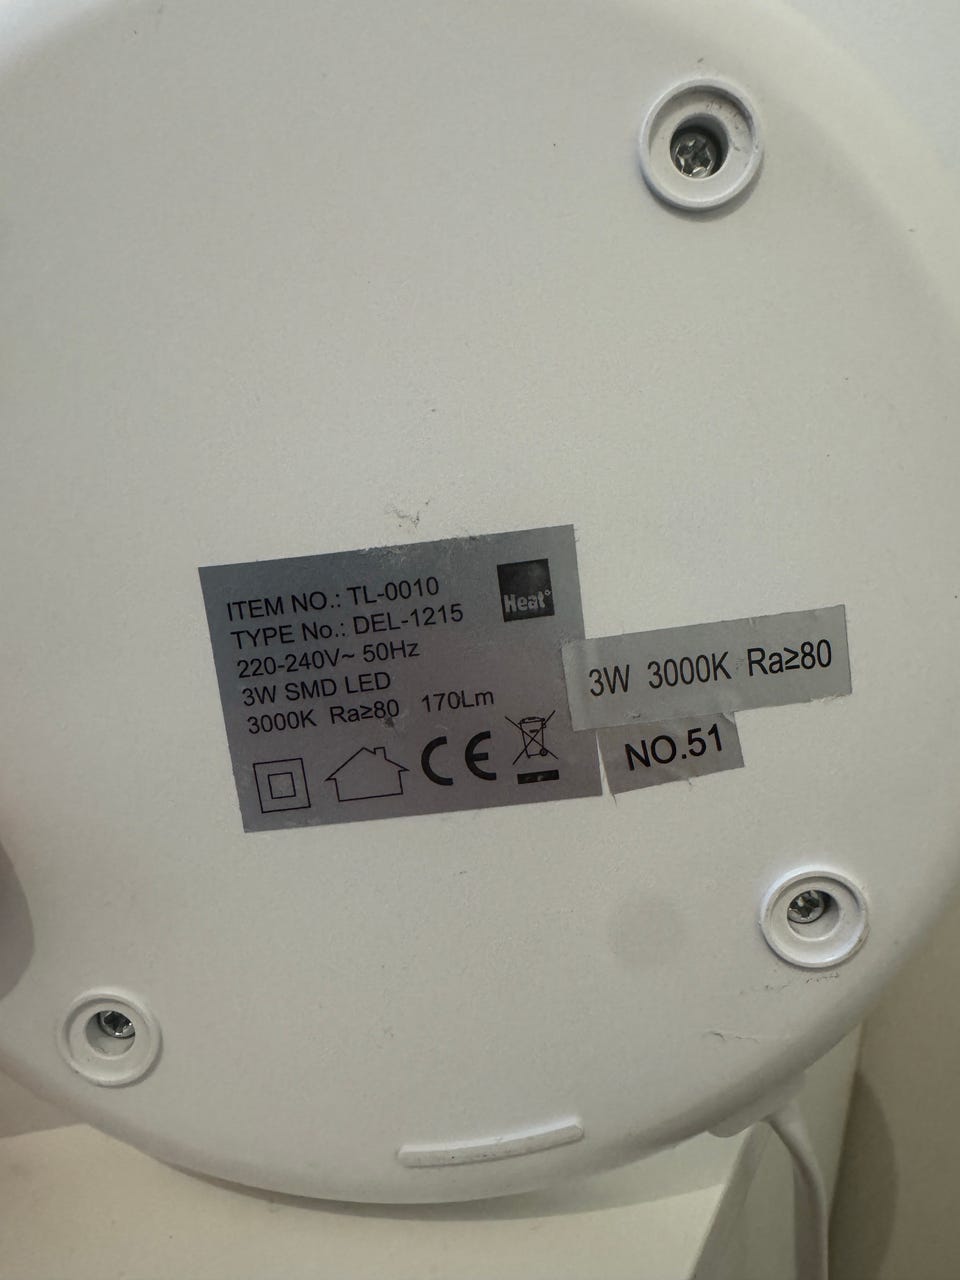 ITEM NO.: TL-0010
TYPE No.: DEL-1215
220-240V~ 50Hz
3W SMD LED
3000K Ra≥80 170Lm
Heat°
CE
3W 3000K Ra≥80
NO.51